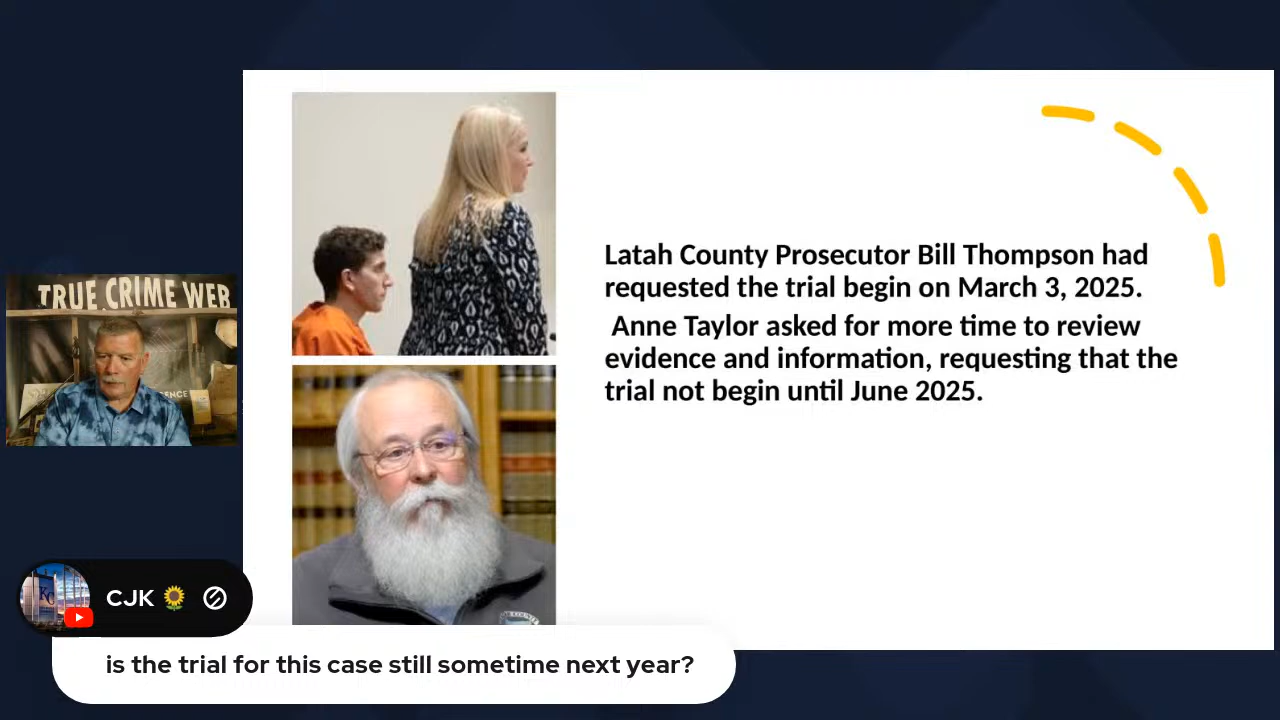 TRUE CRIME WEB
Latah County Prosecutor Bill Thompson had
requested the trial begin on March 3, 2025.
Anne Taylor asked for more time to review
evidence and information, requesting that the
trial not begin until June 2025.
KC
CJK
is the trial for this case still sometime next year?